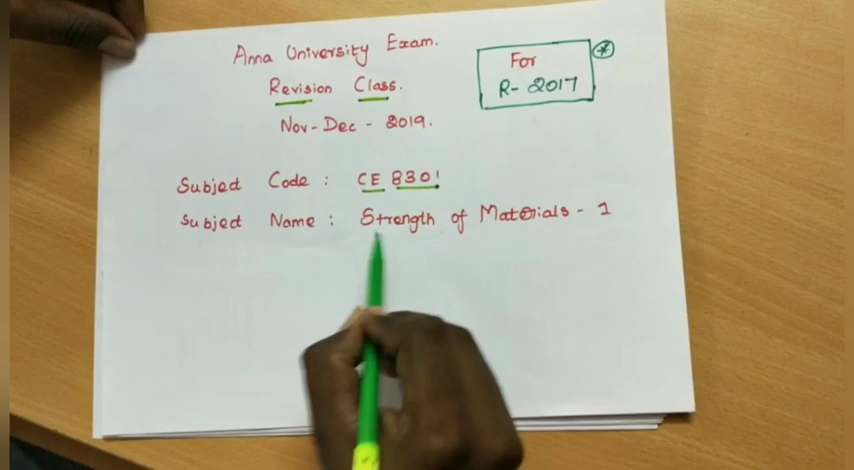 Anna University Exam.
Revision Class.
Nov-Dec - 2019.
For
R-2017
Subject Code : CE 8301
Subject Name : Strength of Materials - 1